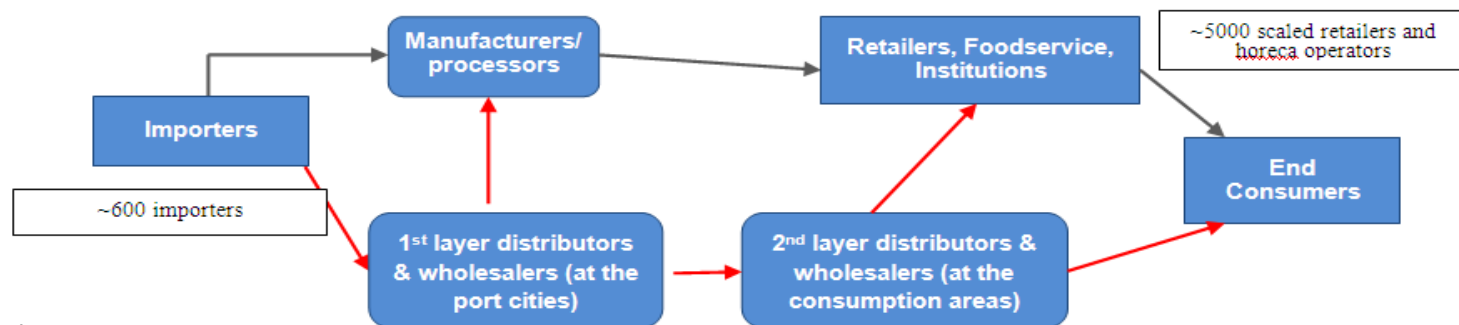 Manufacturers/
processors
Retailers, Foodservice,
Institutions
~5000 scaled retailers and
horeca operators
Importers
~600 importers
End
Consumers
1st layer distributors
& wholesalers (at the
port cities)
2nd layer distributors &
wholesalers (at the
consumption areas)